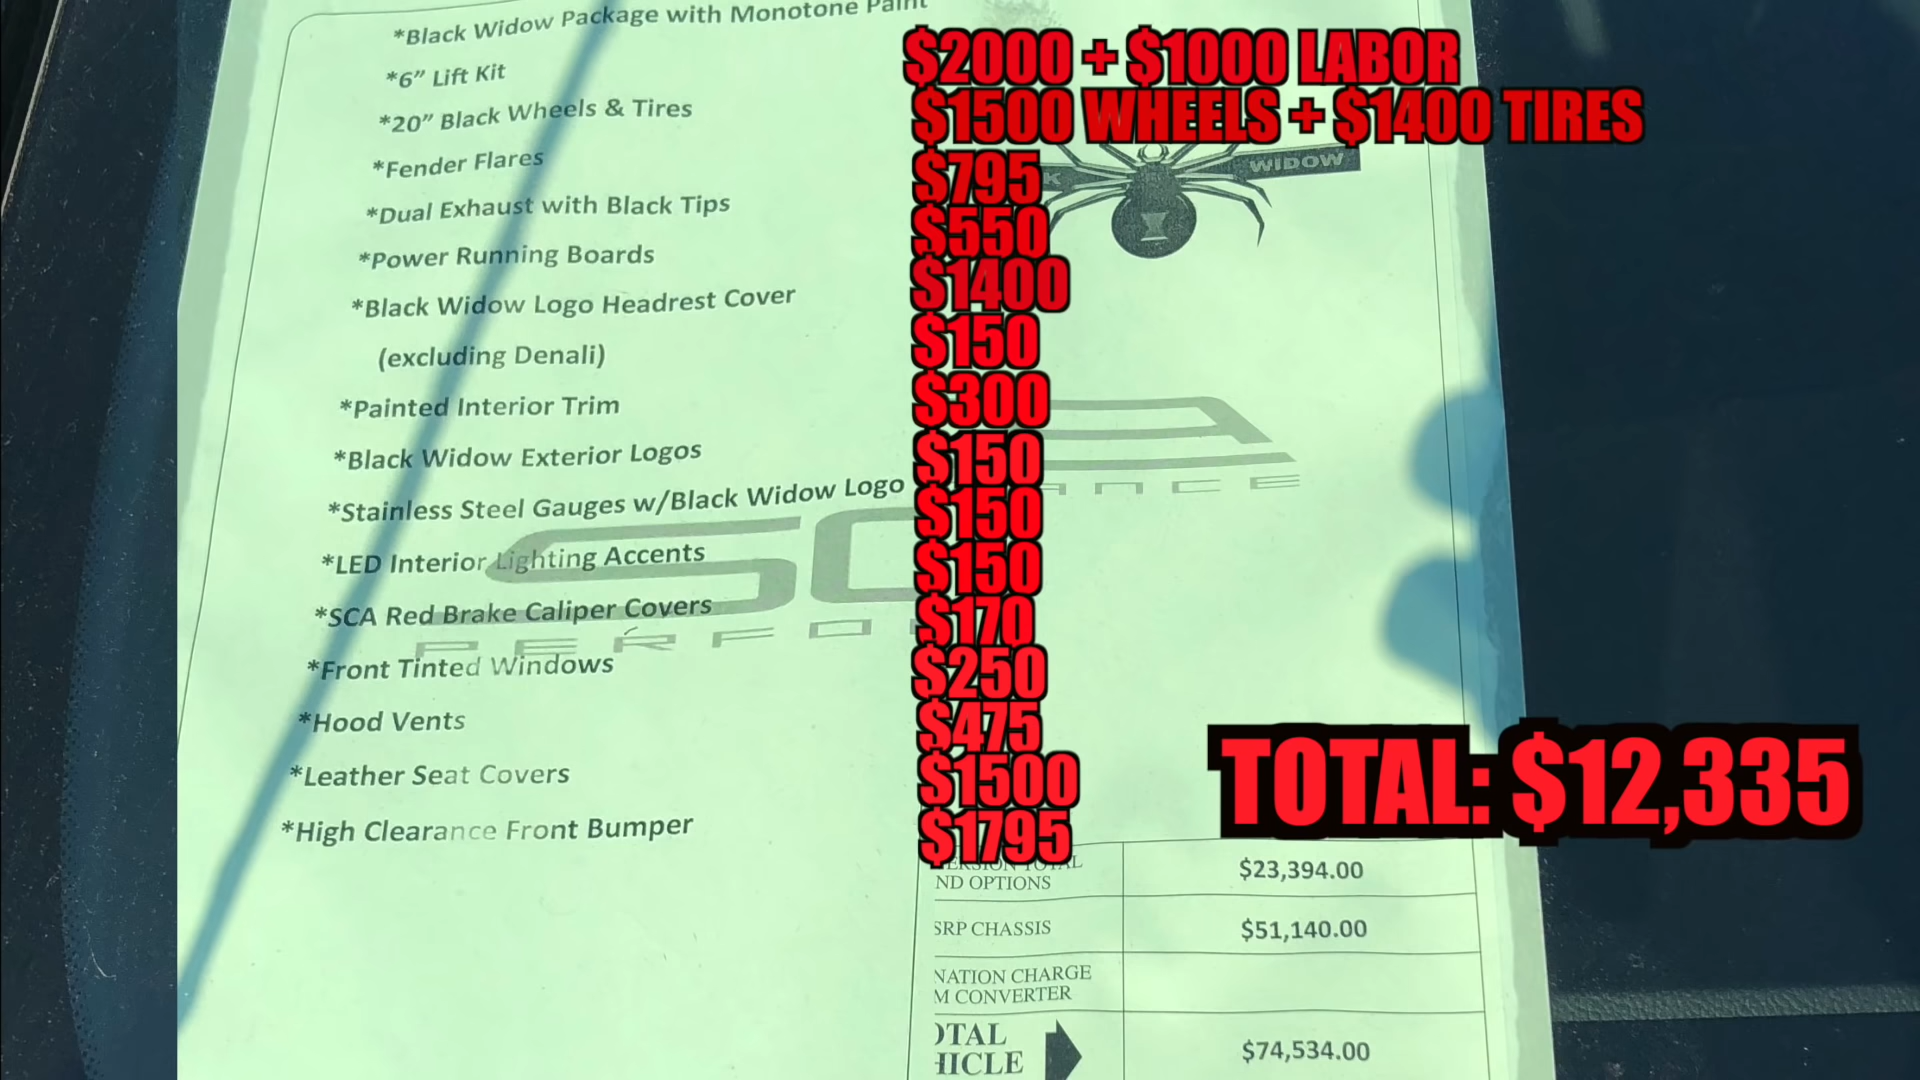 *Black Widow Package with Monotone Paint
*6" Lift Kit $2000 + $1000 LABOR
*20" Black Wheels & Tires $1500 WHEELS + $1400 TIRES
WIDOW
*Fender Flares $795
*Dual Exhaust with Black Tips $550
*Power Running Boards $1400
*Black Widow Logo Headrest Cover $150
(excluding Denali)
*Painted Interior Trim $300
*Black Widow Exterior Logos $150
*Stainless Steel Gauges w/Black Widow Logo $150
*LED Interior Lighting Accents $150
*SCA Red Brake Caliper Covers $170
*Front Tinted Windows $250
*Hood Vents $475
*Leather Seat Covers $1500
*High Clearance Front Bumper $1795
TOTAL: $12,335
ERSION TOTAL
ND OPTIONS $23,394.00
SRP CHASSIS $51,140.00
NATION CHARGE
M CONVERTER
OTAL
HICLE $74,534.00